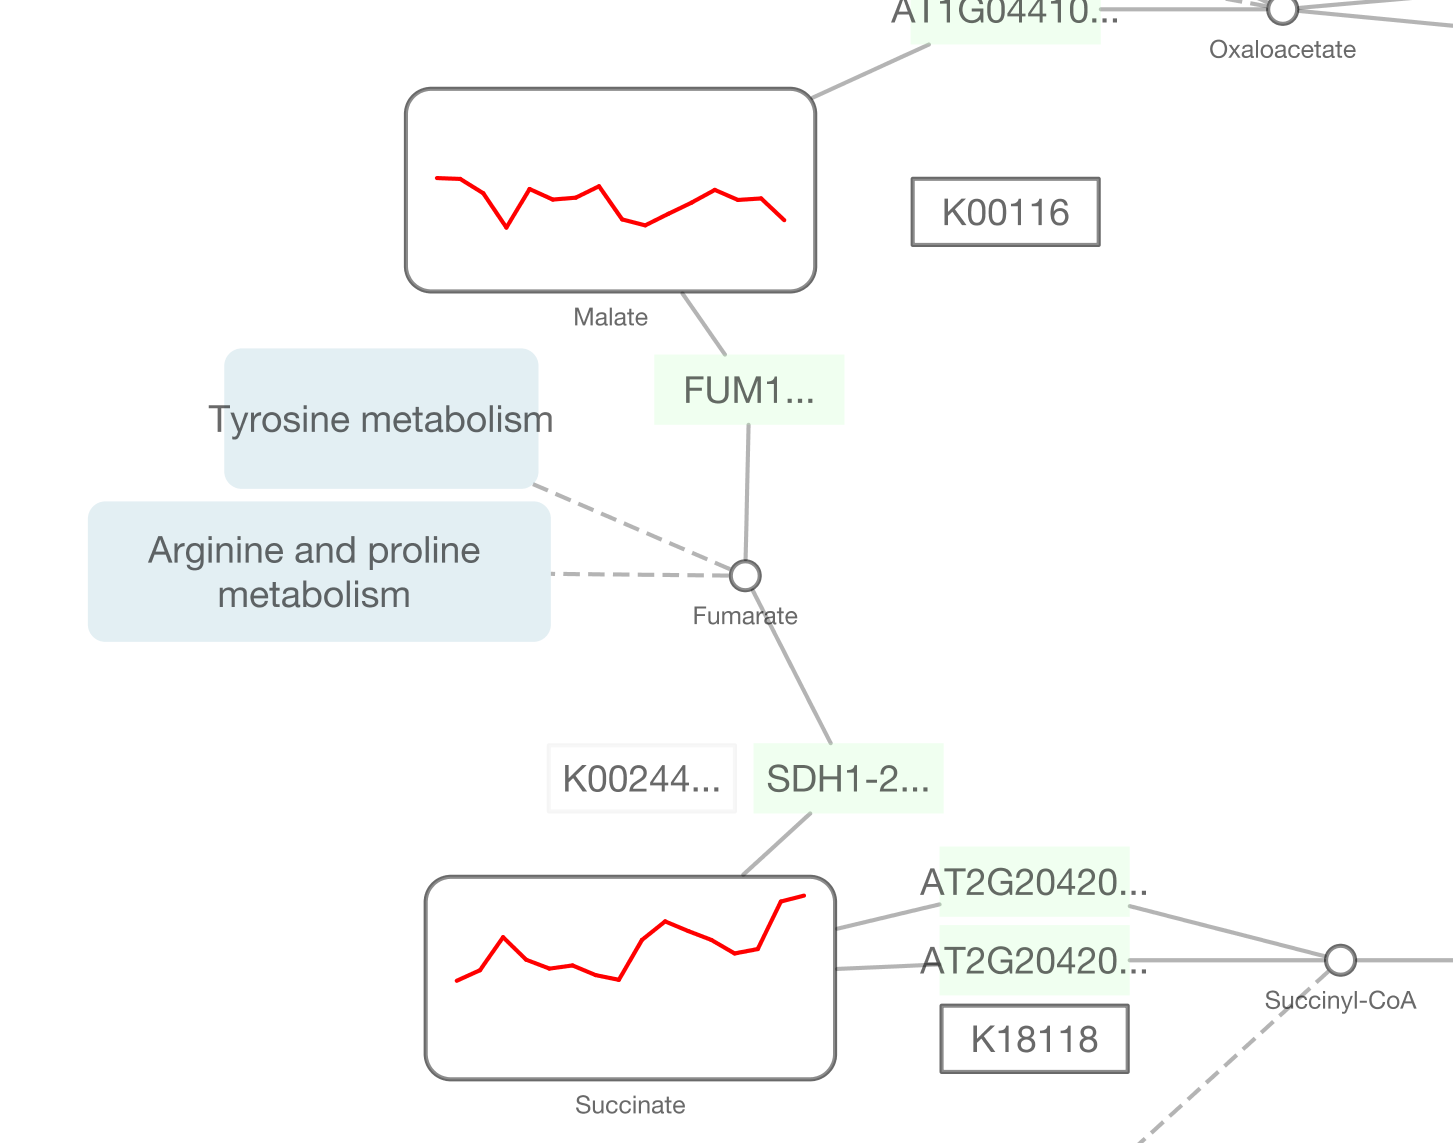 AT1G04410...
Oxaloacetate
K00116
Malate
FUM1...
Tyrosine metabolism
Arginine and proline
metabolism
Fumarate
K00244...
SDH1-2...
AT2G20420...
AT2G20420...
Succinyl-CoA
K18118
Succinate